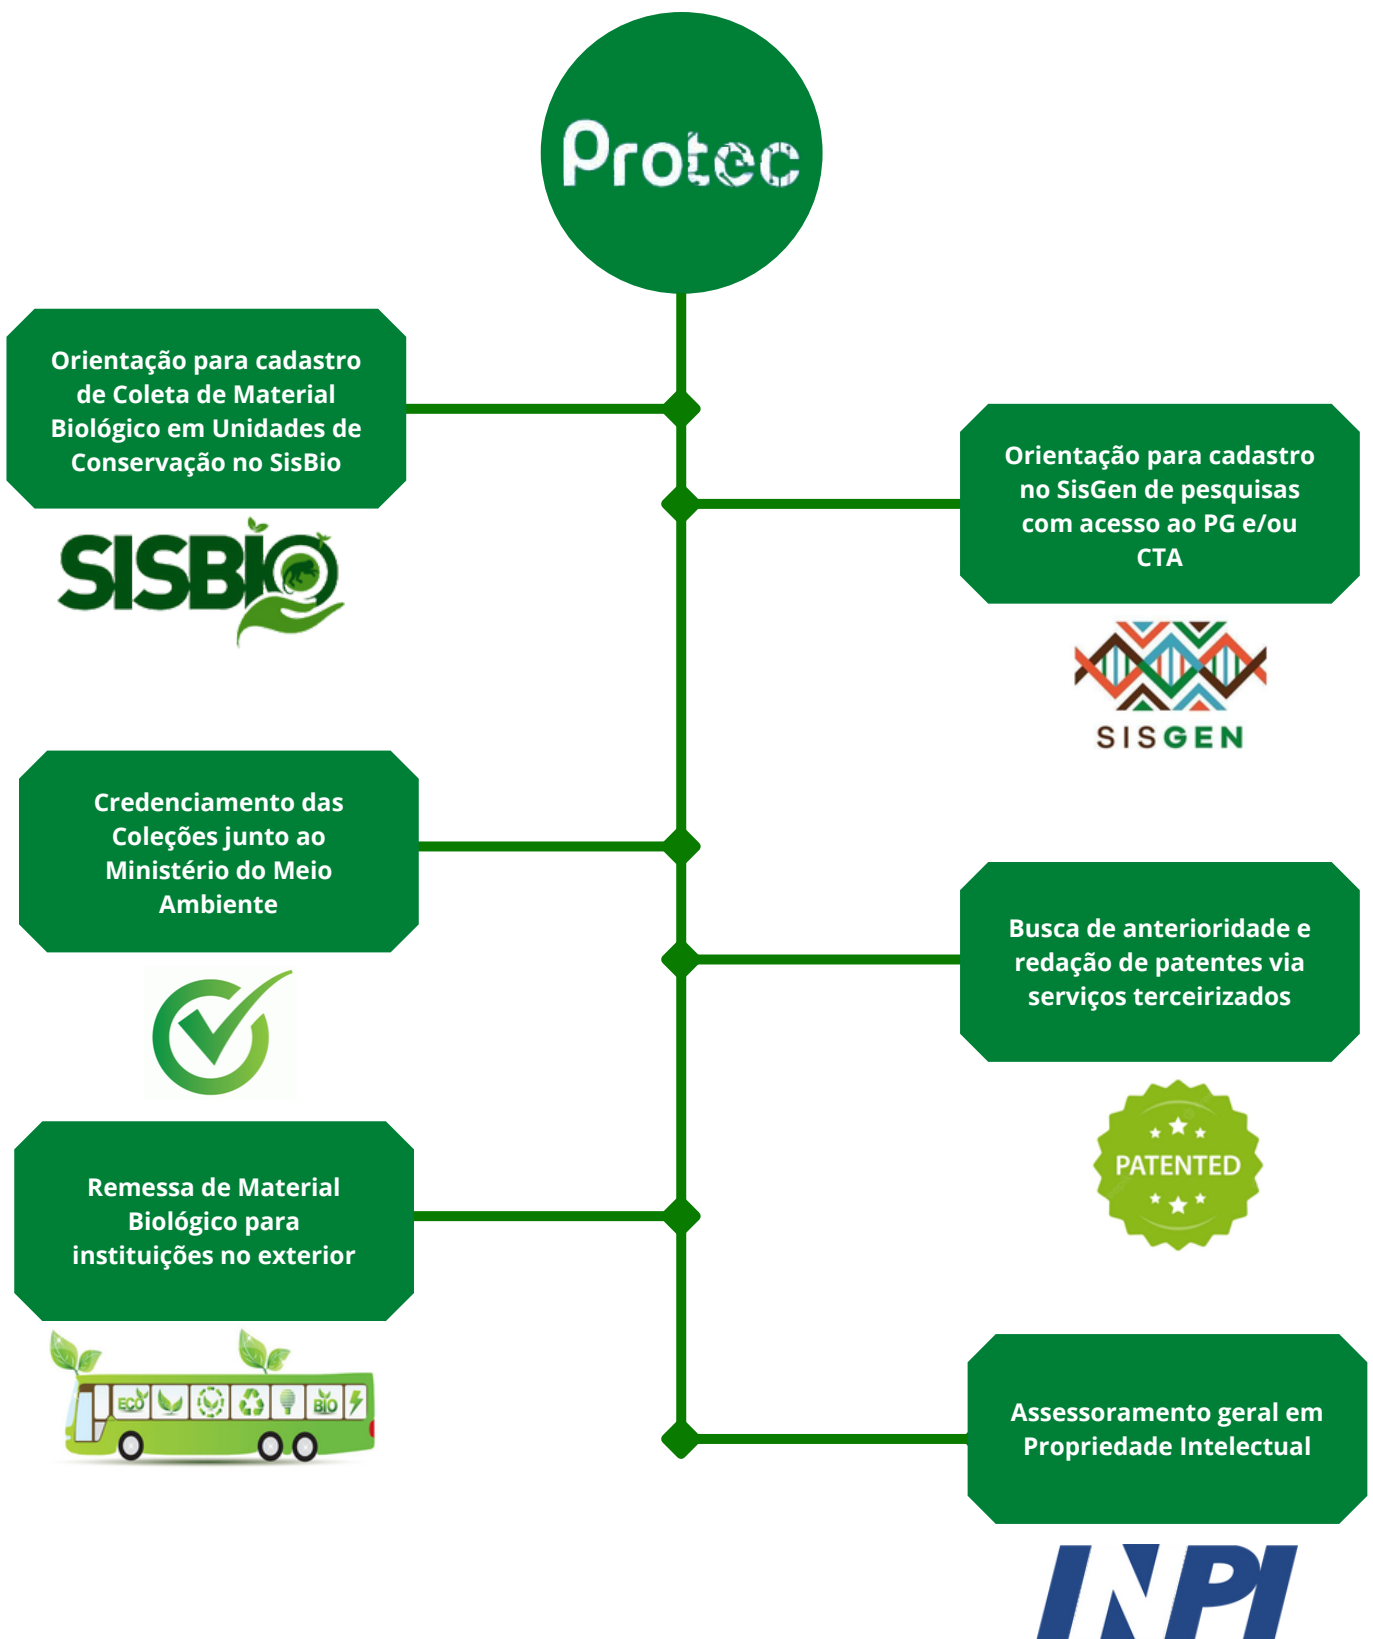 Protec
Orientação para cadastro
de Coleta de Material
Biológico em Unidades de
Conservação no SisBio
SISBIO
Orientação para cadastro
no SisGen de pesquisas
com acesso ao PG e/ou
CTA
SISGEN
Credenciamento das
Coleções junto ao
Ministério do Meio
Ambiente
Busca de anterioridade e
redação de patentes via
serviços terceirizados
PATENTED
Remessa de Material
Biológico para
instituições no exterior
ECO
BIO
Assessoramento geral em
Propriedade Intelectual
INPI